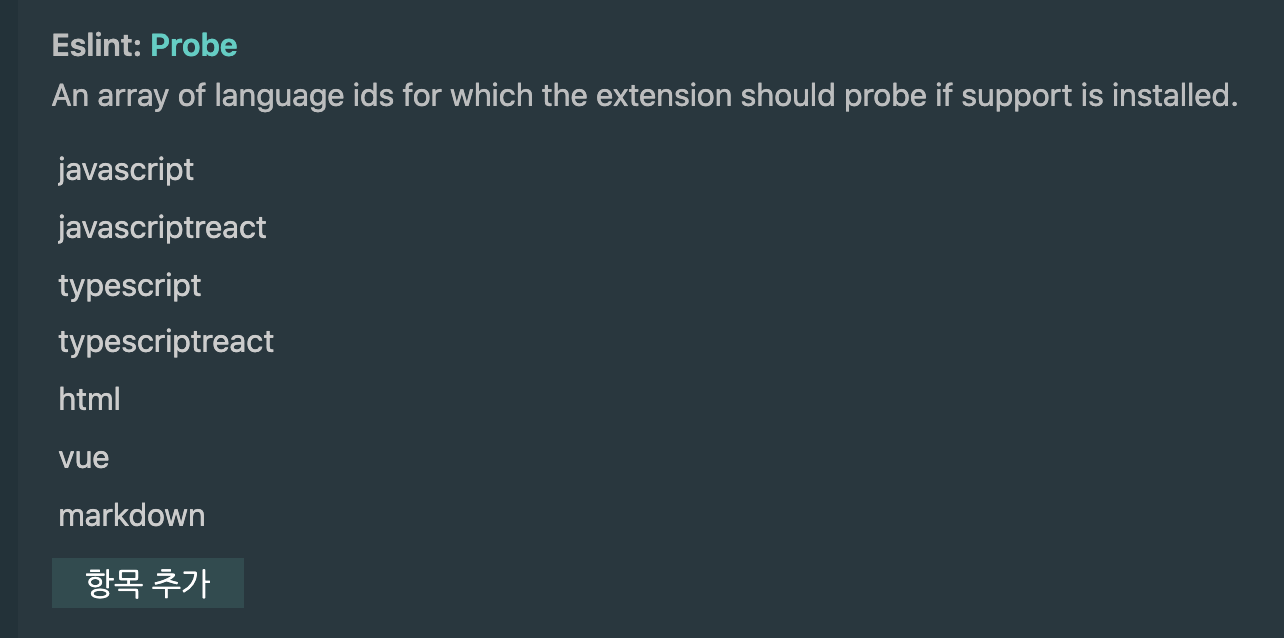 Eslint: Probe
An array of language ids for which the extension should probe if support is installed.
javascript
javascriptreact
typescript
typescriptreact
html
vue
markdown
항목 추가